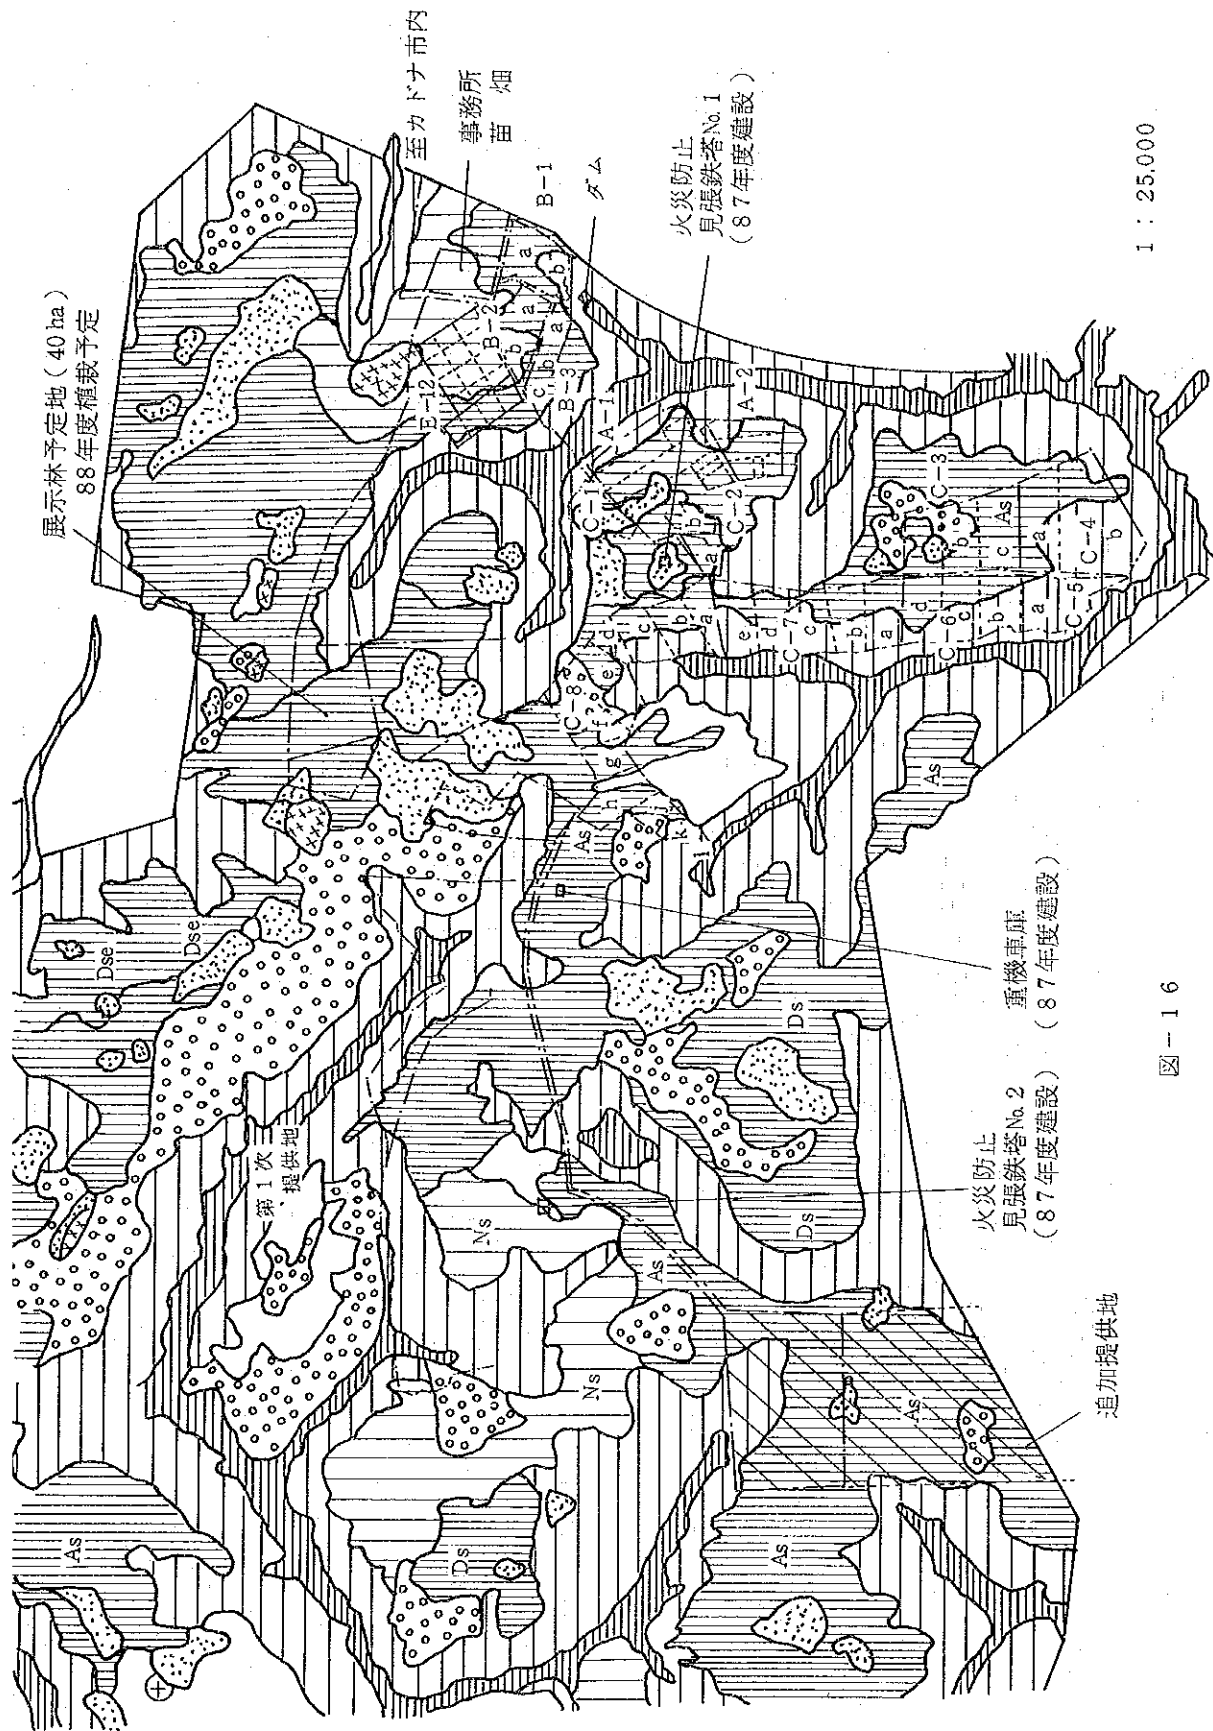 展示林予定地(40ha)
88年度植栽予定
至カドナ市内
事務所
苗畑
B-1
ダム
火災防止
見張鉄塔No.1
(87年度建設)
1:25,000
E-12
B-2
a
b
a
b
a
b
c
B-3
A-1
A-2
C-1
C-2
a
b
C-3
b
As
c
a
C-4
b
C-5
a
b
c
C-6
d
a
b
c
C-7
d
e
a
b
c
d
e
C-8
f
g
h
i
j
k
l
As
As
Dse
Dse
第1次
提供地
Ns
As
Ns
Ds
Ds
As
As
Ds
As
重機車庫
(87年度建設)
火災防止
見張鉄塔No.2
(87年度建設)
追加提供地
図-16